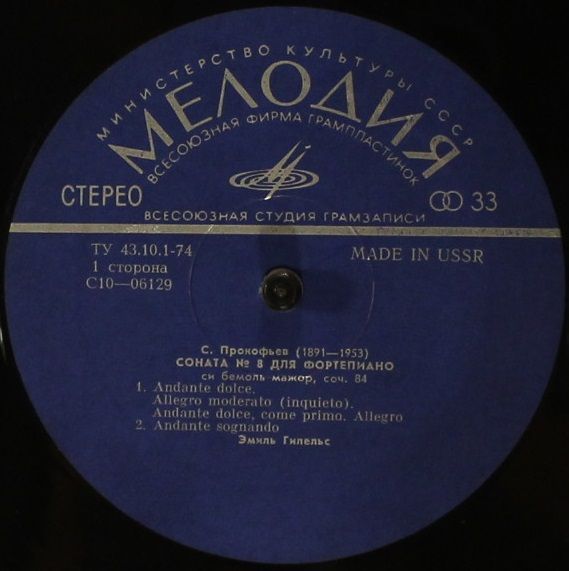 МИНИСТЕРСТВО КУЛЬТУРЫ СССР
МЕЛОДИЯ
ВСЕСОЮЗНАЯ ФИРМА ГРАМПЛАСТИНОК
СТЕРЕО
33
ВСЕСОЮЗНАЯ СТУДИЯ ГРАМЗАПИСИ
ТУ 43.10.1-74
MADE IN USSR
1 сторона
С10—06129
С. Прокофьев (1891—1953)
СОНАТА № 8 ДЛЯ ФОРТЕПИАНО
си бемоль мажор, соч. 84
1. Andante dolce.
Allegro moderato (inquieto).
Andante dolce, come primo. Allegro
2. Andante sognando
Эмиль Гилельс